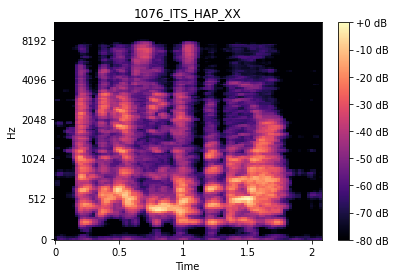 1076_ITS_HAP_XX
8192
4096
2048
1024
512
0
Hz
0
0.5
1
1.5
2
Time
+0 dB
-10 dB
-20 dB
-30 dB
-40 dB
-50 dB
-60 dB
-70 dB
-80 dB